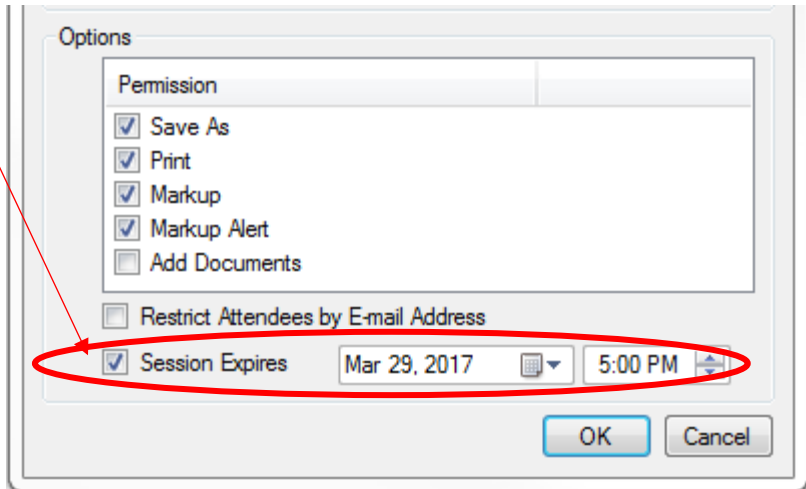 Options
Permission
Save As
Print
Markup
Markup Alert
Add Documents
Restrict Attendees by E-mail Address
Session Expires Mar 29, 2017 5:00 PM
OK Cancel